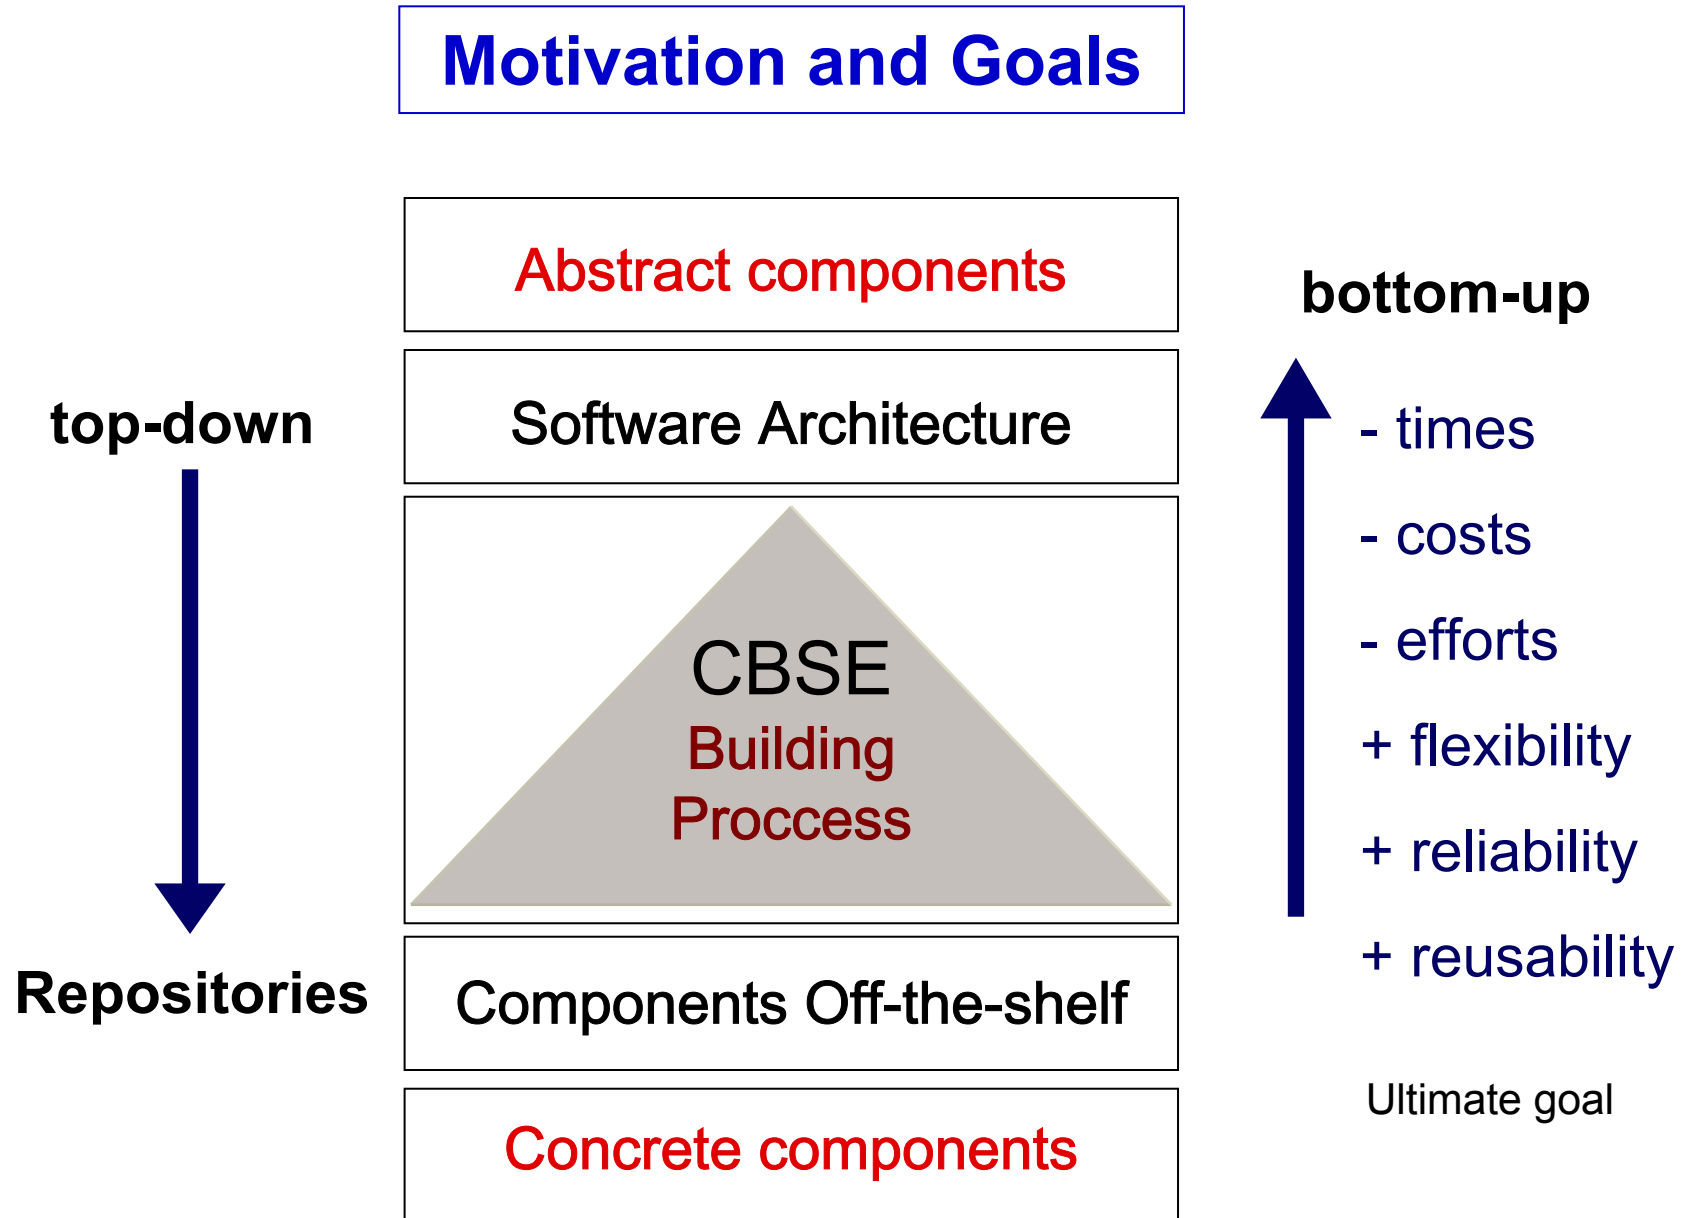 Motivation and Goals
Abstract components
Software Architecture
CBSE
Building
Proccess
Components Off-the-shelf
Concrete components
top-down
Repositories
bottom-up
- times
- costs
- efforts
+ flexibility
+ reliability
+ reusability
Ultimate goal